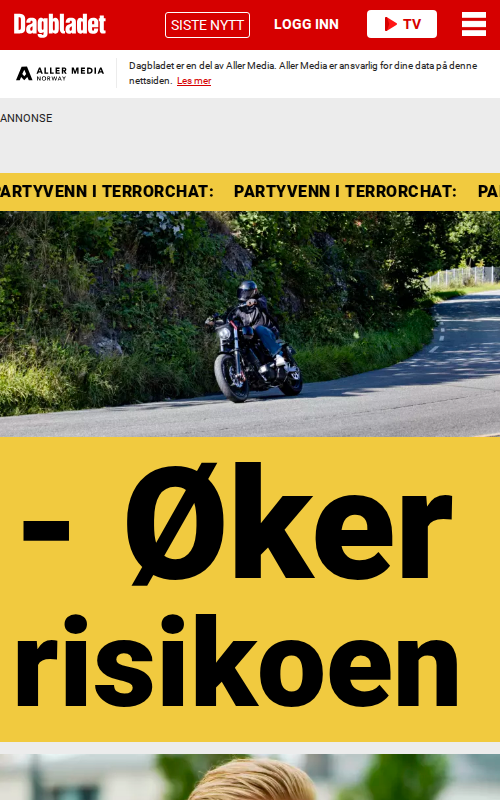 Dagbladet
SISTE NYTT
LOGG INN
TV
ALLER MEDIA
NORWAY
Dagbladet er en del av Aller Media. Aller Media er ansvarlig for dine data på denne
nettsiden. Les mer
ANNONSE
PARTYVENN I TERRORCHAT: PARTYVENN I TERRORCHAT:
- Øker
risikoen